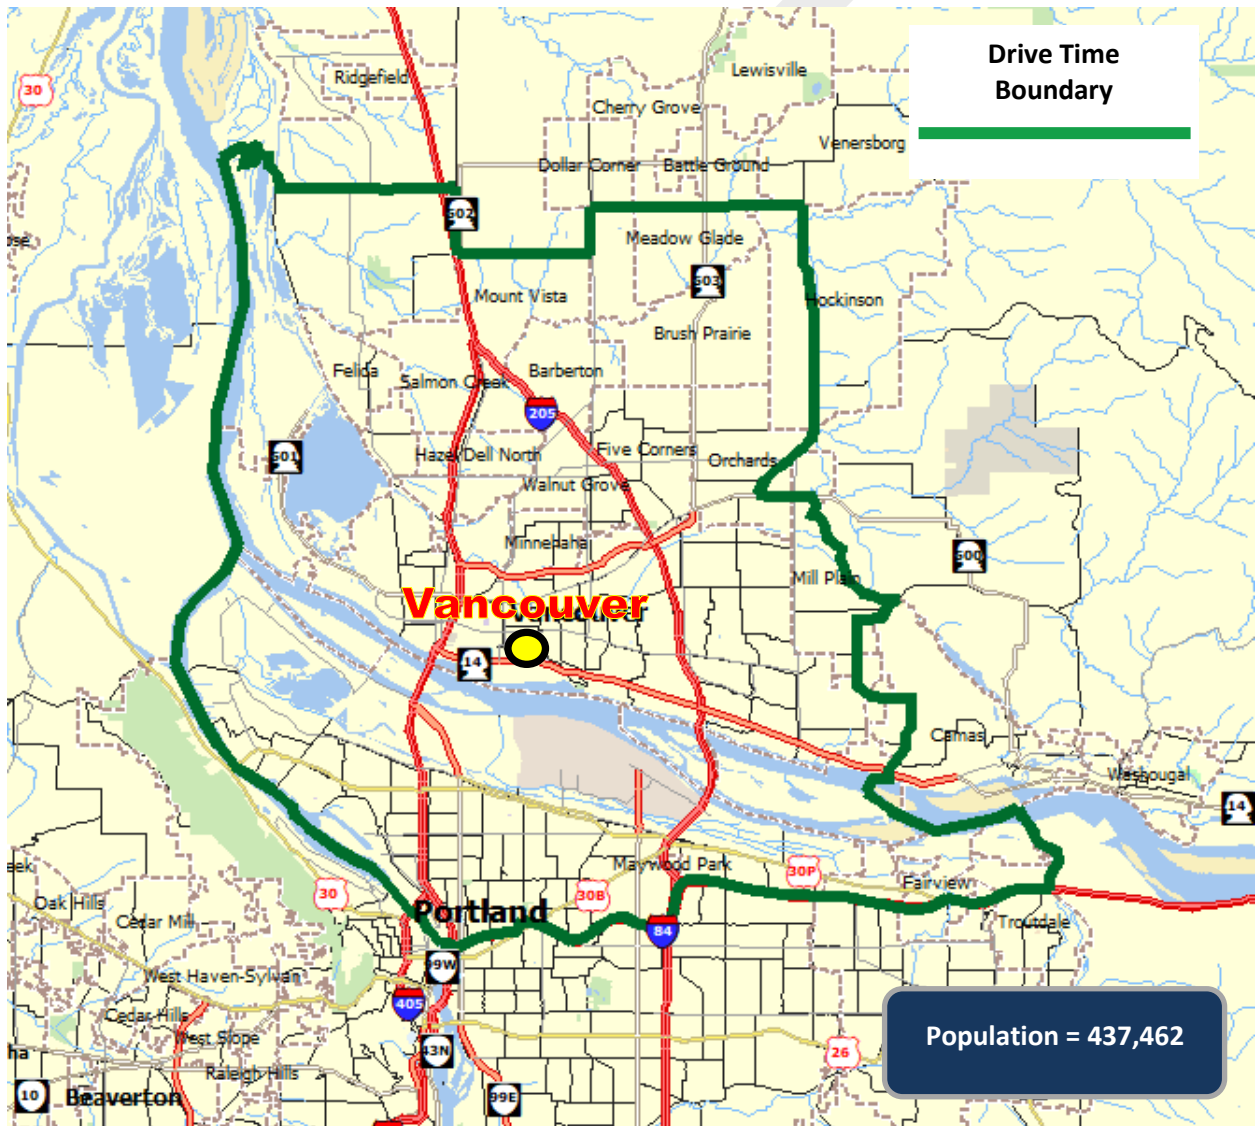 Drive Time
Boundary
30
Ridgefield
Lewisville
Cherry Grove
Venersborg
Dollar Corner
Battle Ground
502
Meadow Glade
503
Mount Vista
Hockinson
Brush Prairie
Felida
Salmon Creek
Barberton
205
501
Hazel Dell North
Five Corners
Orchards
Walnut Grove
Minnehaha
500
Mill Plain
Vancouver
Vancouver
14
Camas
Washougal
14
Maywood Park
30P
30
30B
Fairview
eek
Oak Hills
Cedar Mill
Portland
84
Troutdale
99W
West Haven-Sylvan
405
Cedar Hills
West Slope
43N
26
Population = 437,462
ha
Raleigh Hills
10
Beaverton
99E